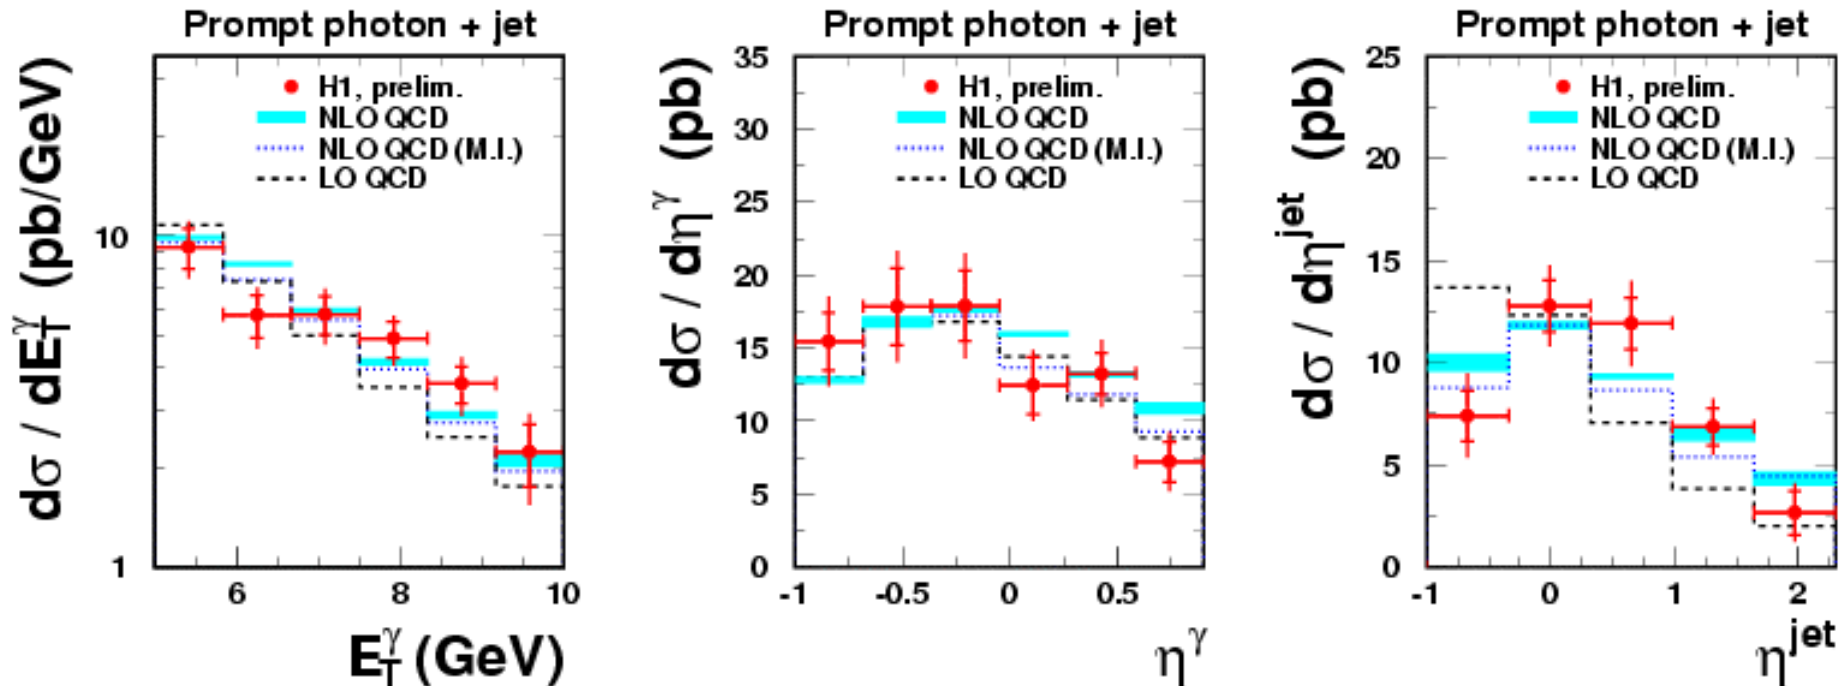 Prompt photon + jet
dσ / dE_T^γ (pb/GeV)
H1, prelim.
NLO QCD
NLO QCD (M.I.)
LO QCD
10
1
6 8 10
E_T^γ (GeV)
Prompt photon + jet
dσ / dη^γ (pb)
H1, prelim.
NLO QCD
NLO QCD (M.I.)
LO QCD
35
30
25
20
15
10
5
0
-1 -0.5 0 0.5
η^γ
Prompt photon + jet
dσ / dη^jet (pb)
H1, prelim.
NLO QCD
NLO QCD (M.I.)
LO QCD
25
20
15
10
5
0
-1 0 1 2
η^jet